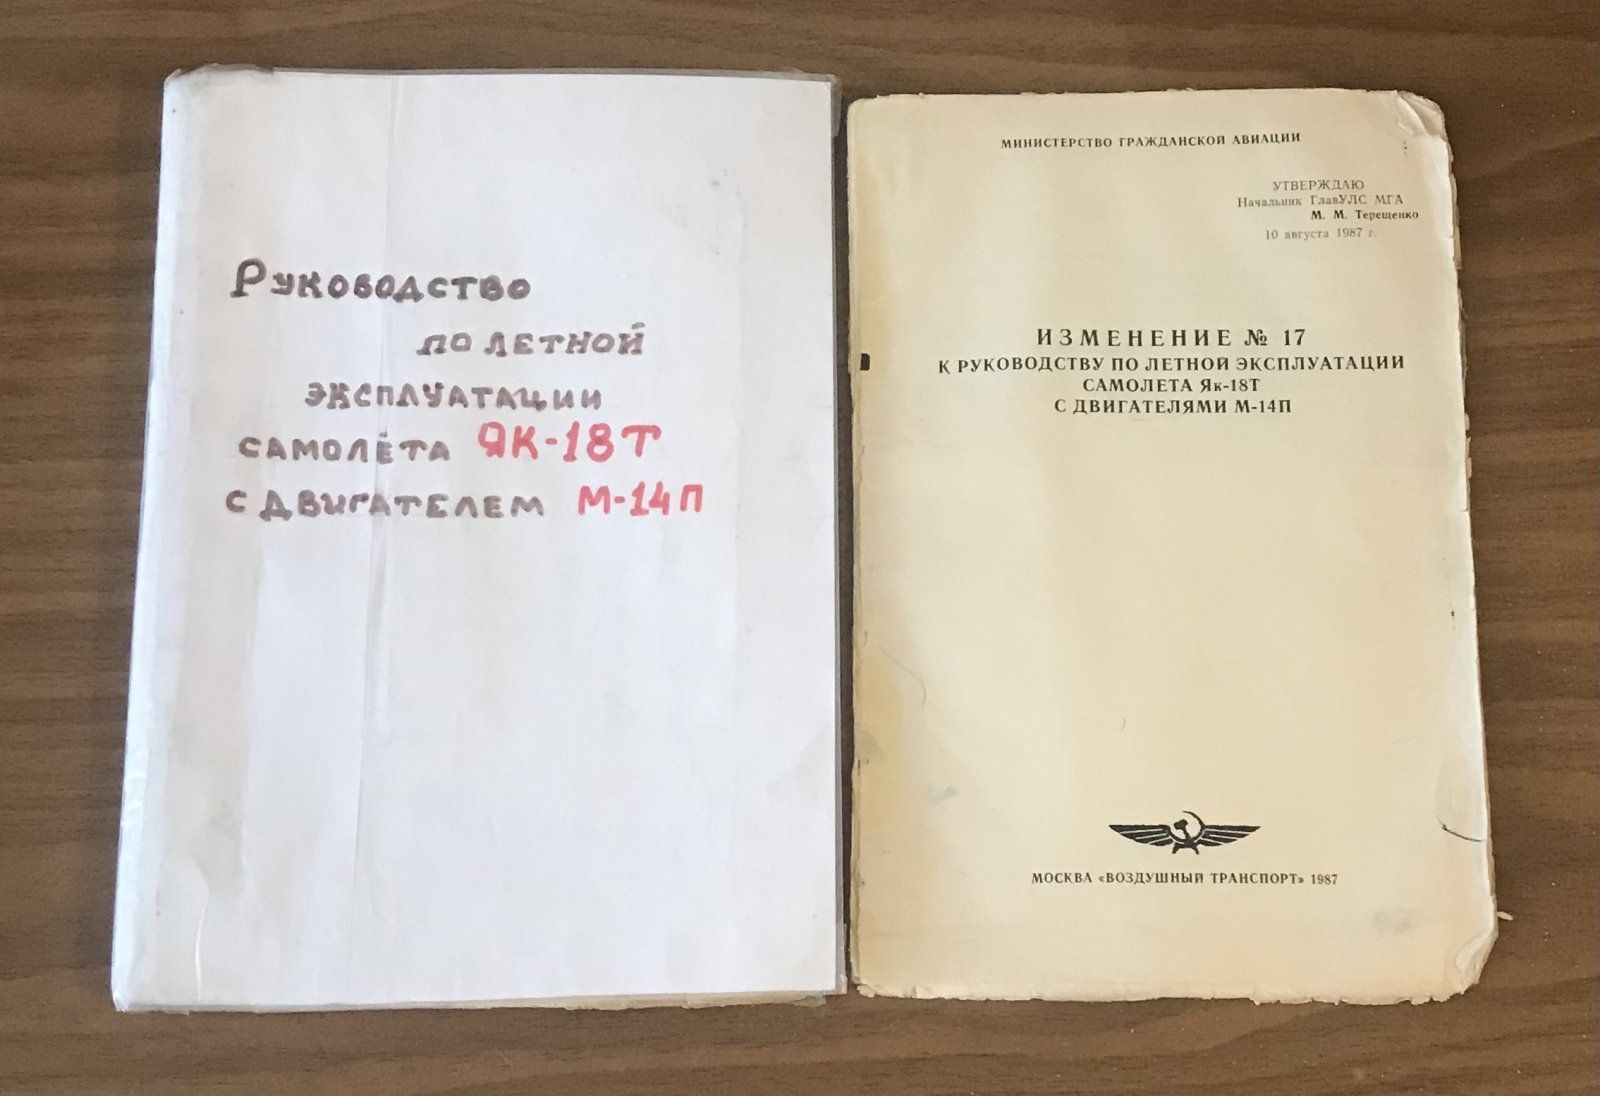 Руководство
по летной
эксплуатации
самолёта ЯК-18Т
с двигателем М-14П
МИНИСТЕРСТВО ГРАЖДАНСКОЙ АВИАЦИИ
УТВЕРЖДАЮ
Начальник ГлавУЛС МГА
М. М. Терещенко
10 августа 1987 г.
ИЗМЕНЕНИЕ № 17
К РУКОВОДСТВУ ПО ЛЕТНОЙ ЭКСПЛУАТАЦИИ
САМОЛЕТА Як-18Т
С ДВИГАТЕЛЯМИ М-14П
МОСКВА «ВОЗДУШНЫЙ ТРАНСПОРТ» 1987